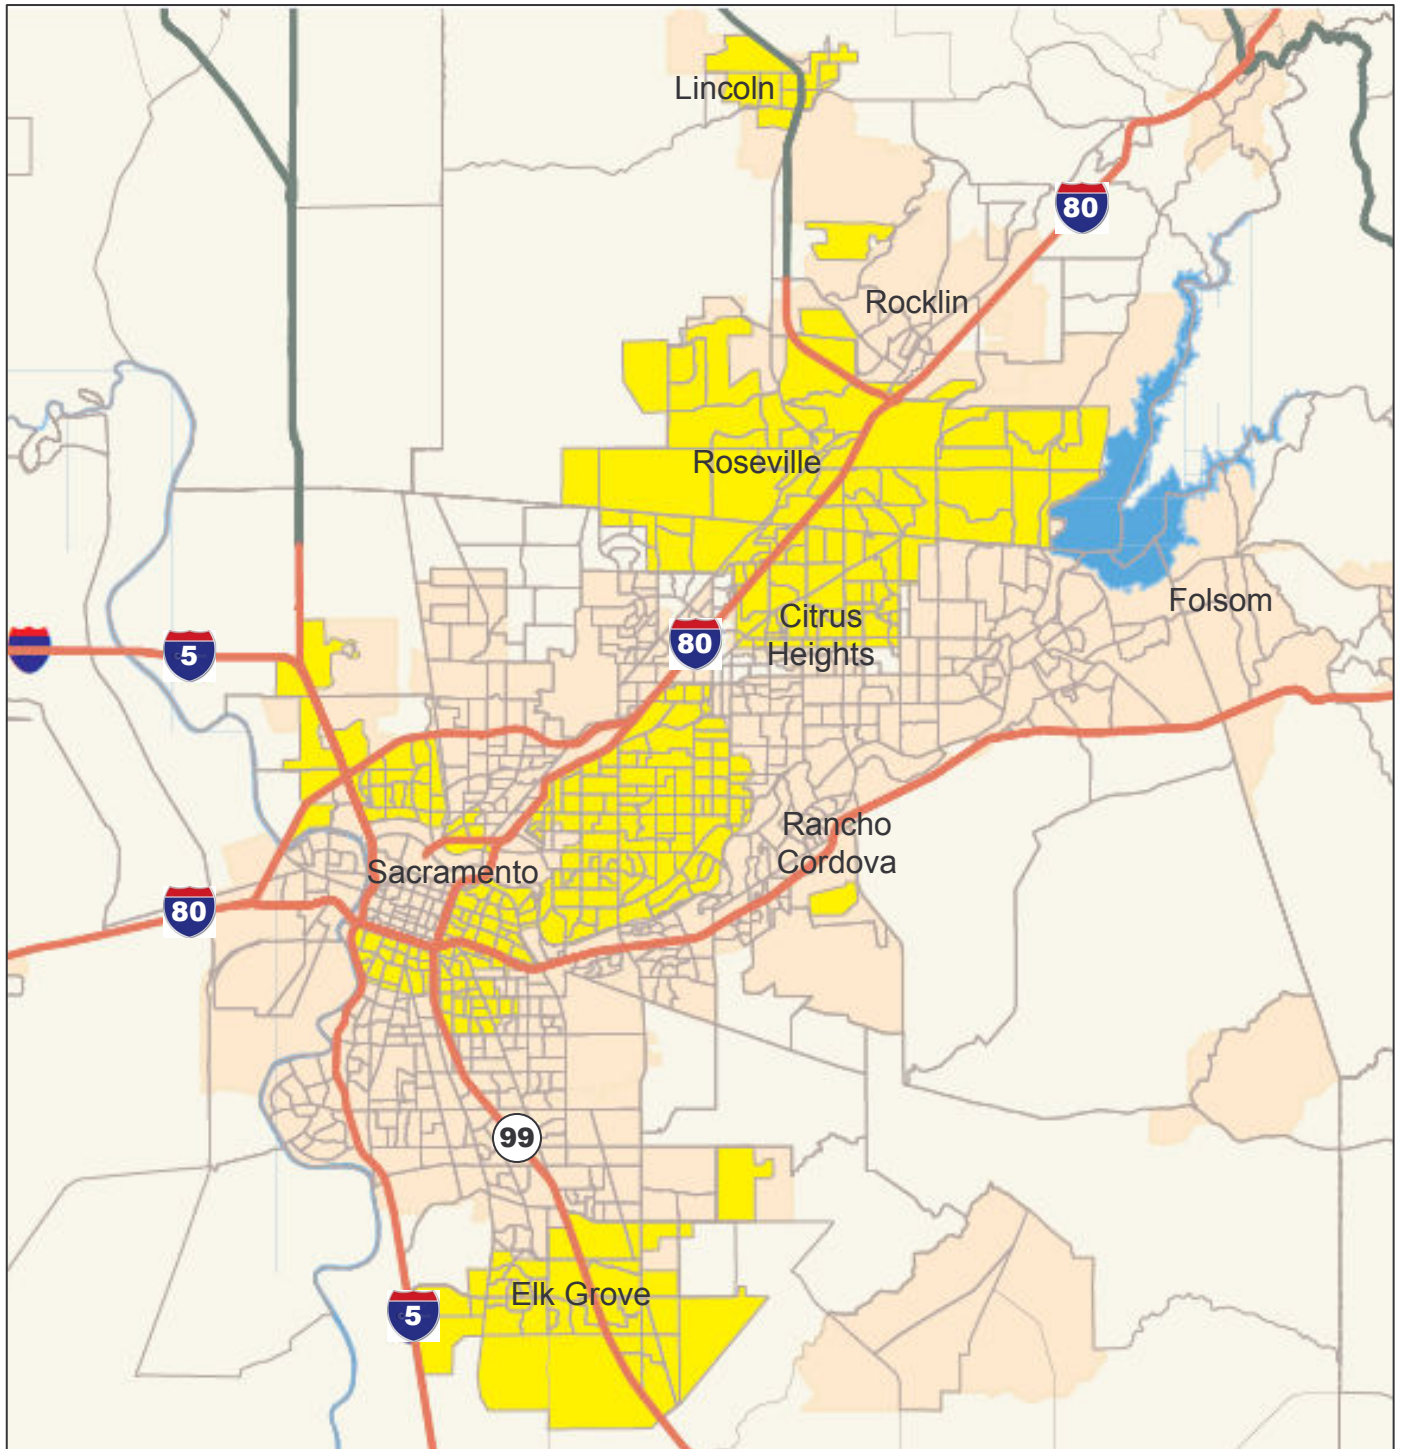 Lincoln
80
Rocklin
Roseville
Folsom
Citrus
Heights
80
5
Rancho
Cordova
Sacramento
80
99
Elk Grove
5